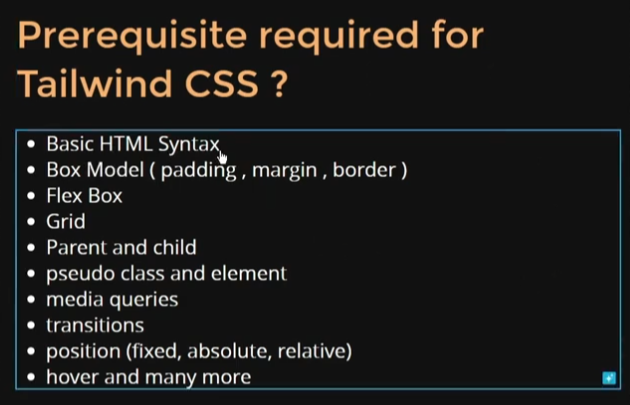 Prerequisite required for
Tailwind CSS ?
• Basic HTML Syntax
• Box Model ( padding , margin , border )
• Flex Box
• Grid
• Parent and child
• pseudo class and element
• media queries
• transitions
• position (fixed, absolute, relative)
• hover and many more